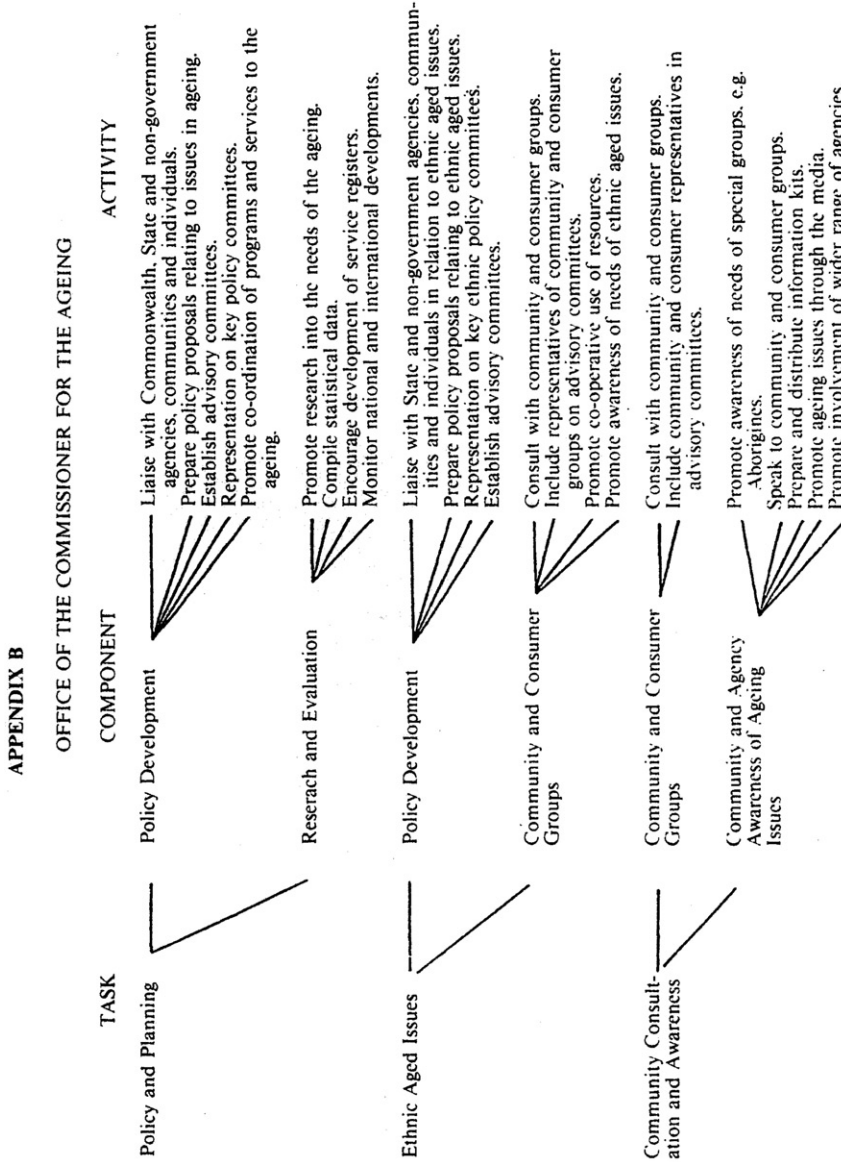 APPENDIX B
OFFICE OF THE COMMISSIONER FOR THE AGEING
TASK
COMPONENT
ACTIVITY
Policy and Planning
Policy Development
Liaise with Commonwealth, State and non-government
agencies, communities and individuals.
Prepare policy proposals relating to issues in ageing.
Establish advisory committees.
Representation on key policy committees.
Promote co-ordination of programs and services to the
ageing.
Reserach and Evaluation
Promote research into the needs of the ageing.
Compile statistical data.
Encourage development of service registers.
Monitor national and international developments.
Ethnic Aged Issues
Policy Development
Liaise with State and non-government agencies, commun-
ities and individuals in relation to ethnic aged issues.
Prepare policy proposals relating to ethnic aged issues.
Representation on key ethnic policy committees.
Establish advisory committees.
Community and Consumer
Groups
Consult with community and consumer groups.
Include representatives of community and consumer
groups on advisory committees.
Promote co-operative use of resources.
Promote awareness of needs of ethnic aged issues.
Community Consult-
ation and Awareness
Community and Consumer
Groups
Consult with community and consumer groups.
Include community and consumer representatives in
advisory committees.
Community and Agency
Awareness of Ageing
Issues
Promote awareness of needs of special groups. e.g.
Aborigines.
Speak to community and consumer groups.
Prepare and distribute information kits.
Promote ageing issues through the media.
Promote involvement of wider range of agencies